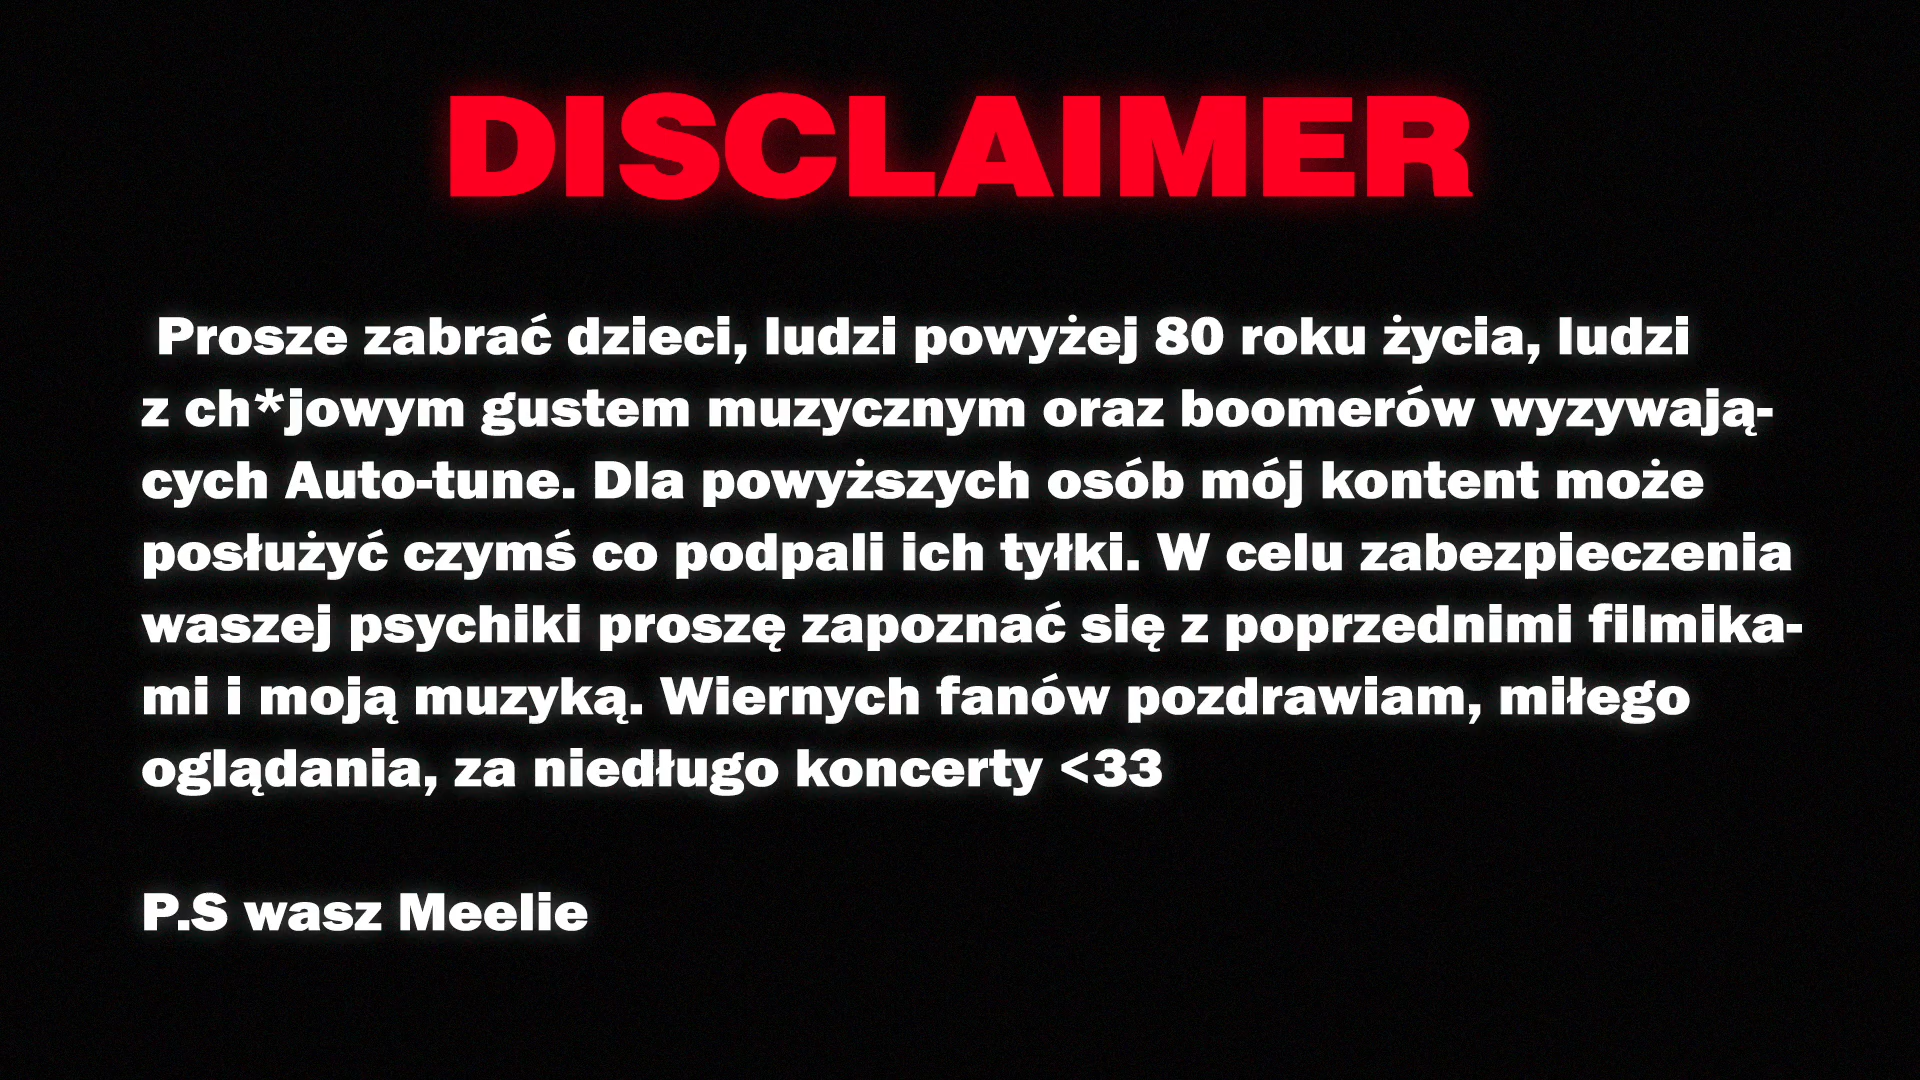 DISCLAIMER
Prosze zabrać dzieci, ludzi powyżej 80 roku życia, ludzi
z ch*jowym gustem muzycznym oraz boomerów wyzywają-
cych Auto-tune. Dla powyższych osób mój kontent może
posłużyć czymś co podpali ich tyłki. W celu zabezpieczenia
waszej psychiki proszę zapoznać się z poprzednimi filmika-
mi i moją muzyką. Wiernych fanów pozdrawiam, miłego
oglądania, za niedługo koncerty <33
P.S wasz Meelie